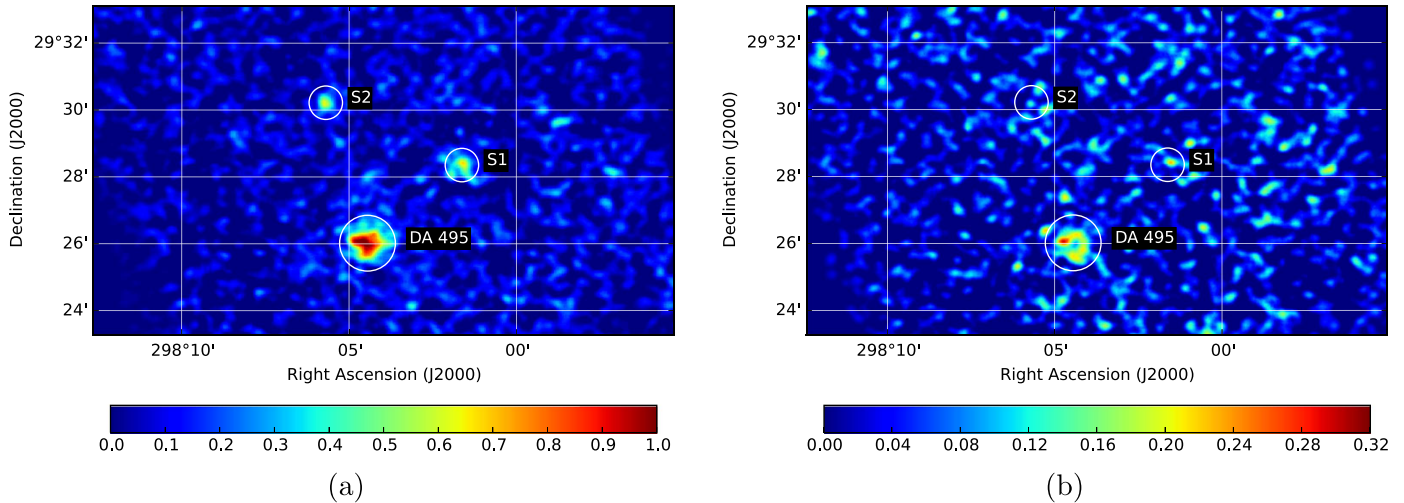 Declination (J2000)
29°32'
30'
28'
26'
24'
S2
S1
DA 495
298°10'
05'
00'
Right Ascension (J2000)
0.0 0.1 0.2 0.3 0.4 0.5 0.6 0.7 0.8 0.9 1.0
(a)
Declination (J2000)
29°32'
30'
28'
26'
24'
S2
S1
DA 495
298°10'
05'
00'
Right Ascension (J2000)
0.00 0.04 0.08 0.12 0.16 0.20 0.24 0.28 0.32
(b)